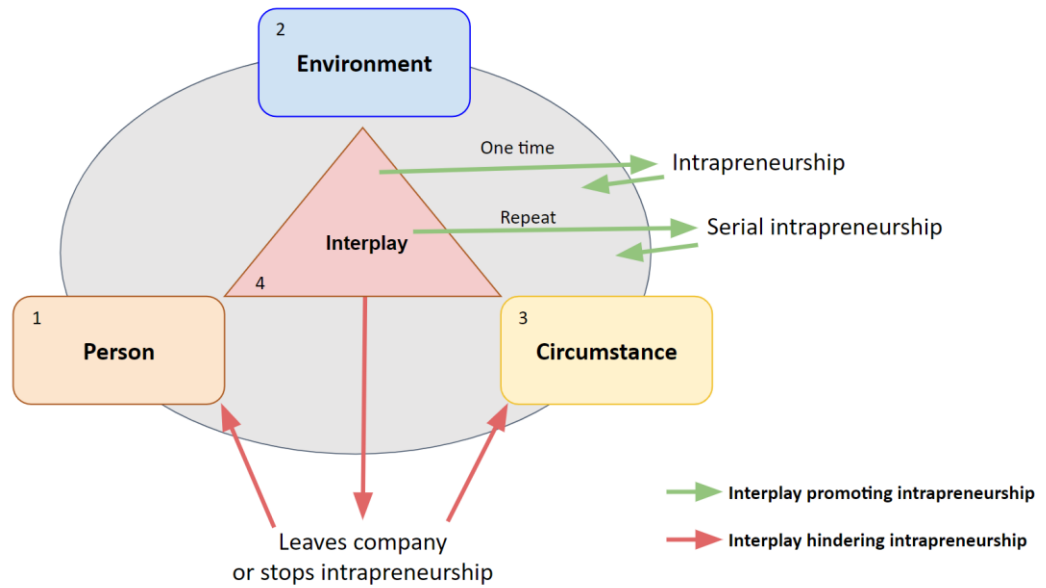 2
Environment
One time
Intrapreneurship
Repeat
Serial intrapreneurship
Interplay
4
1
Person
3
Circumstance
Leaves company
or stops intrapreneurship
Interplay promoting intrapreneurship
Interplay hindering intrapreneurship